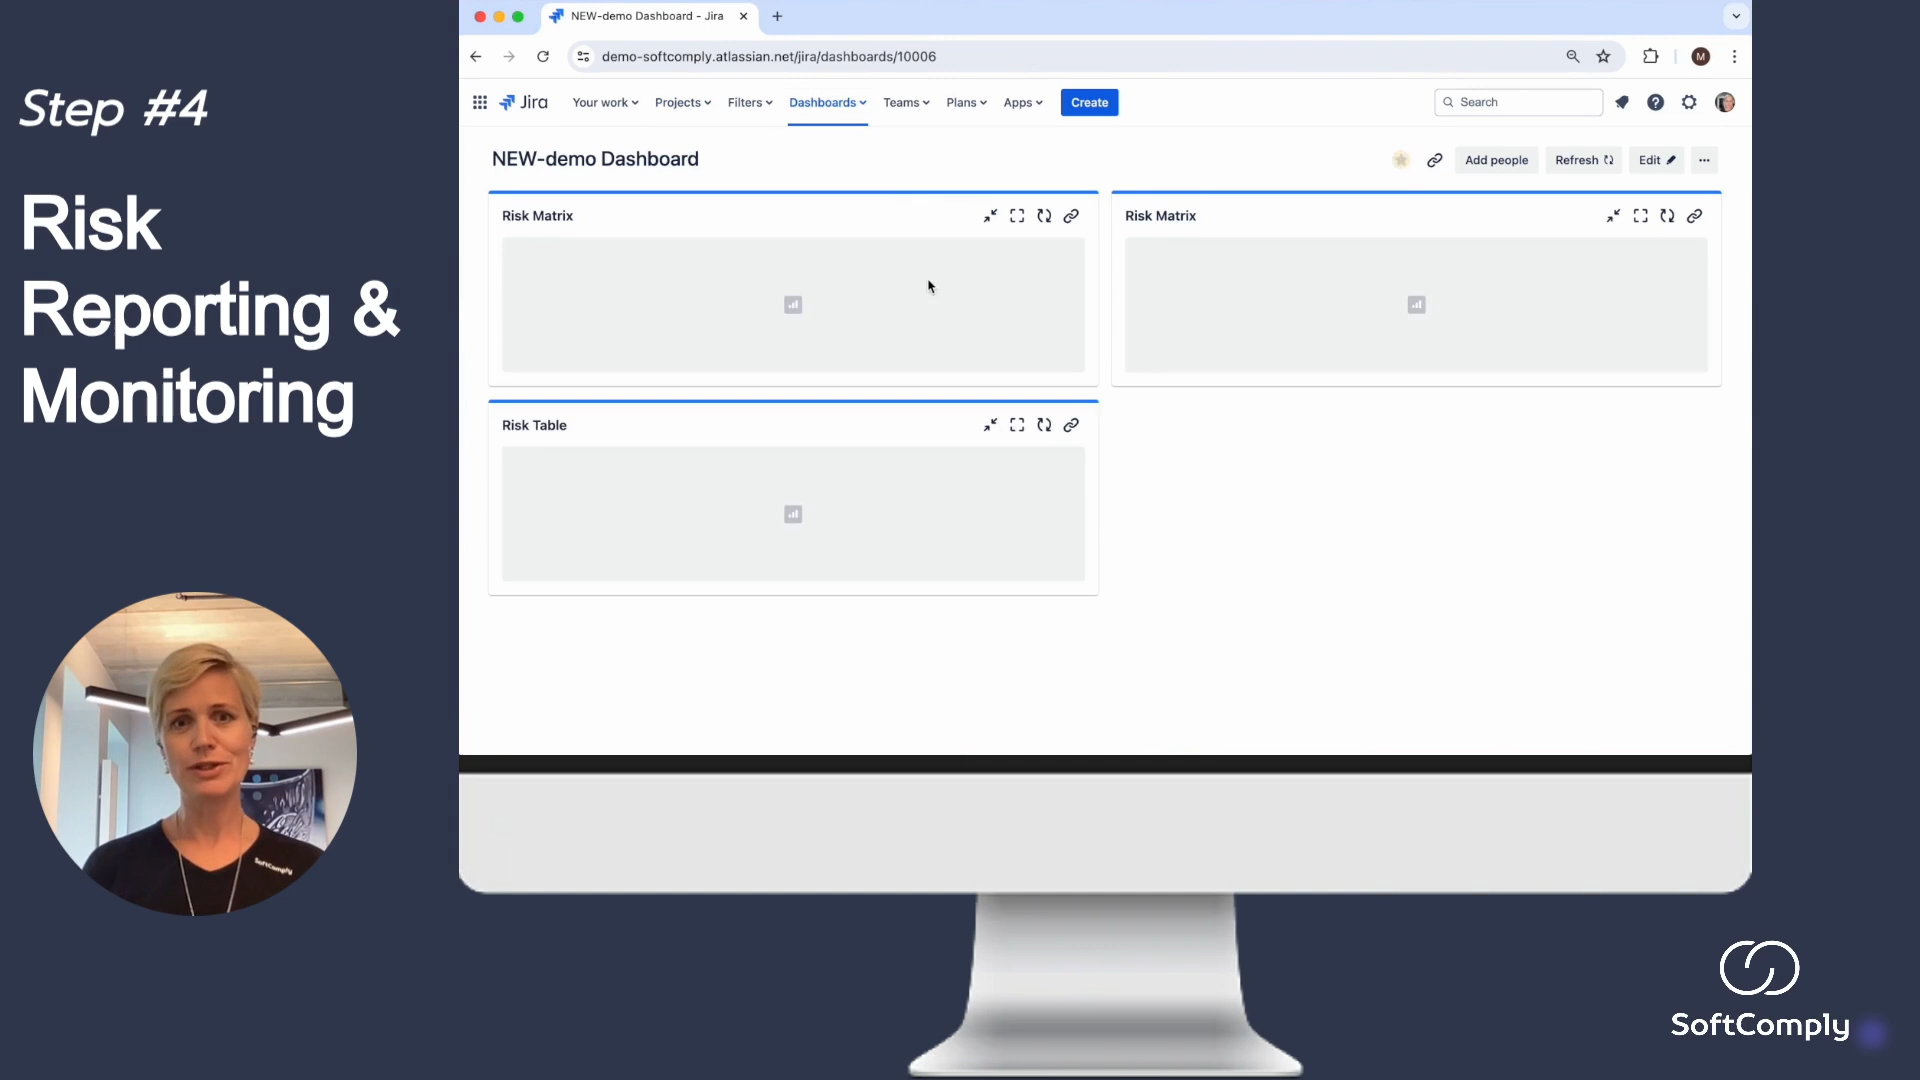 Step #4
Risk
Reporting &
Monitoring
NEW-demo Dashboard - Jira
demo-softcomply.atlassian.net/jira/dashboards/10006
M
Jira
Your work
Projects
Filters
Dashboards
Teams
Plans
Apps
Create
Search
NEW-demo Dashboard
Add people
Refresh
Edit
Risk Matrix
Risk Matrix
Risk Table
SoftComply
SoftComply